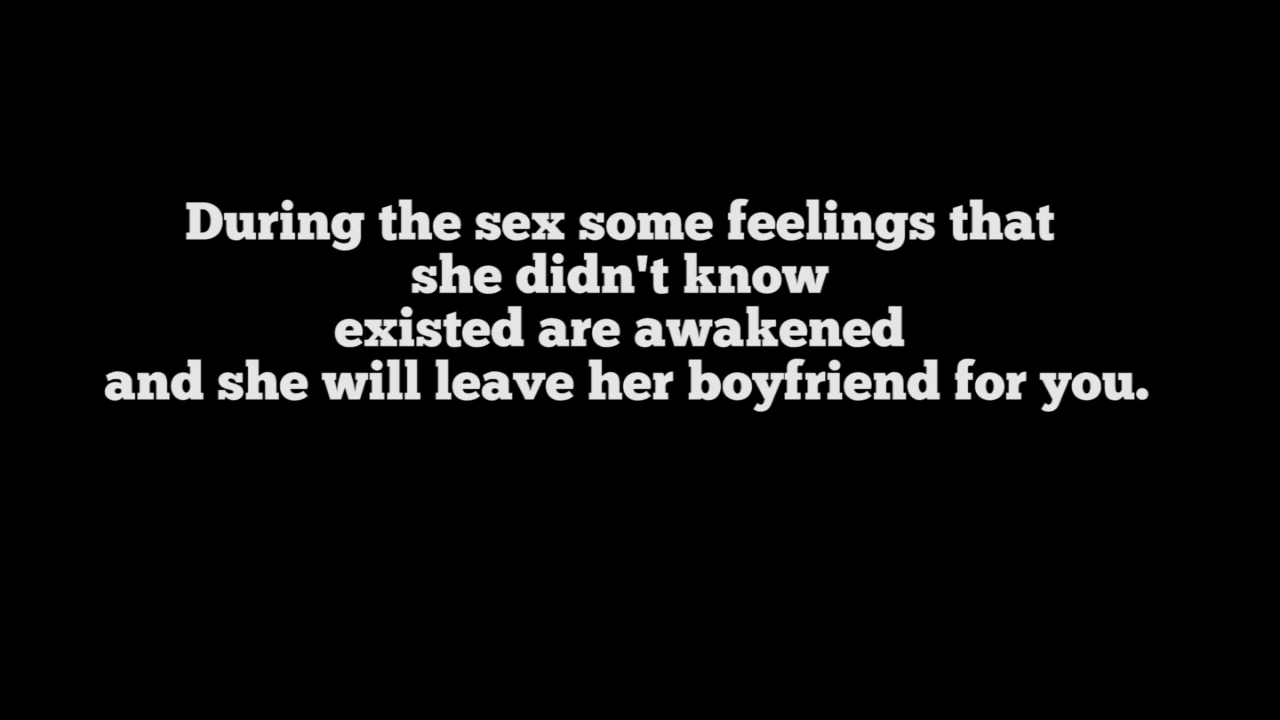 During the sex some feelings that
she didn't know
existed are awakened
and she will leave her boyfriend for you.